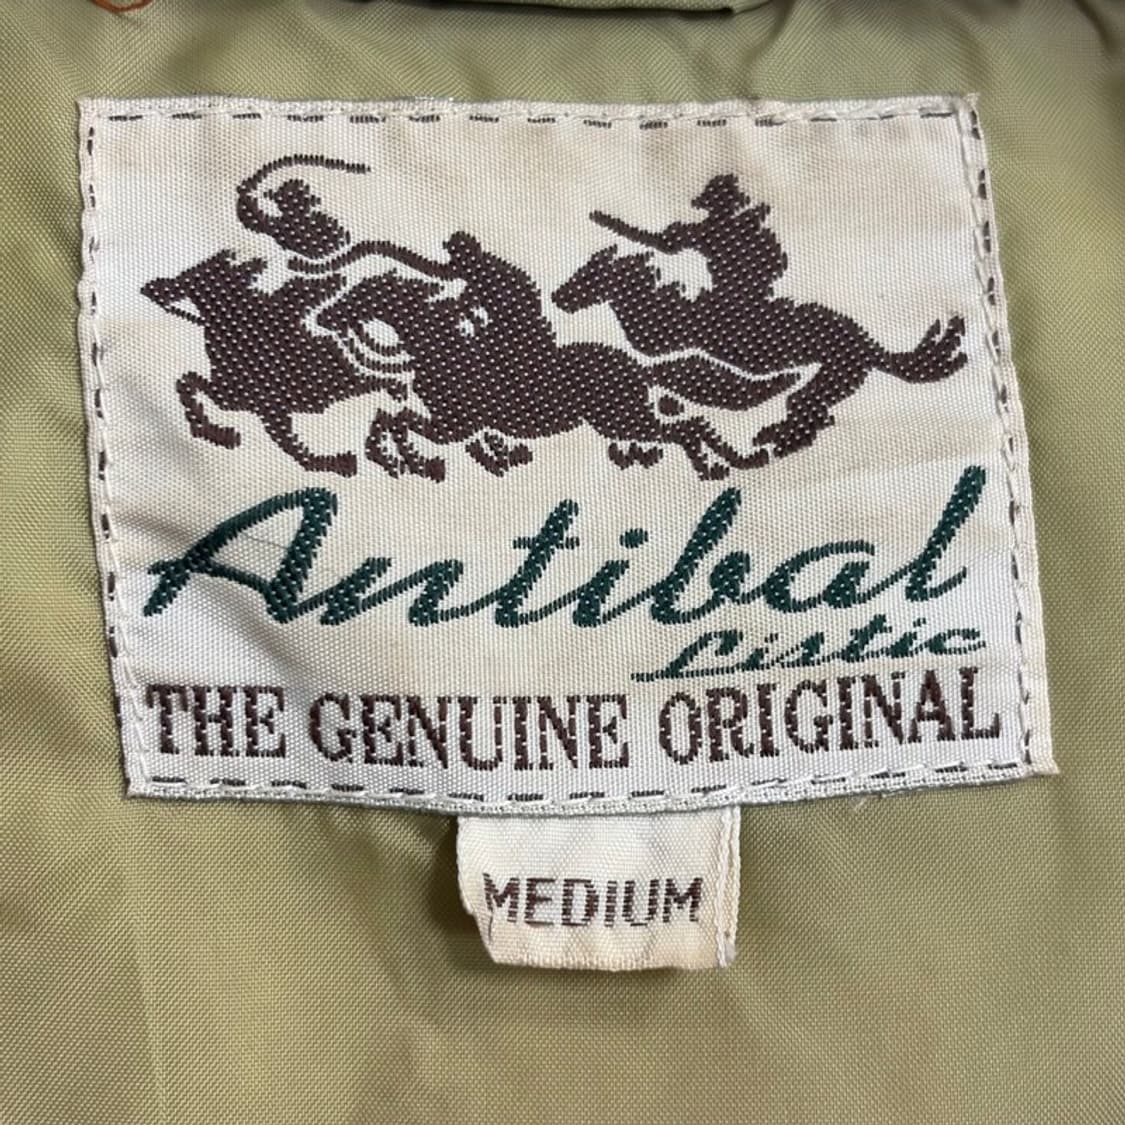 Antibal
Listic
THE GENUINE ORIGINAL
MEDIUM